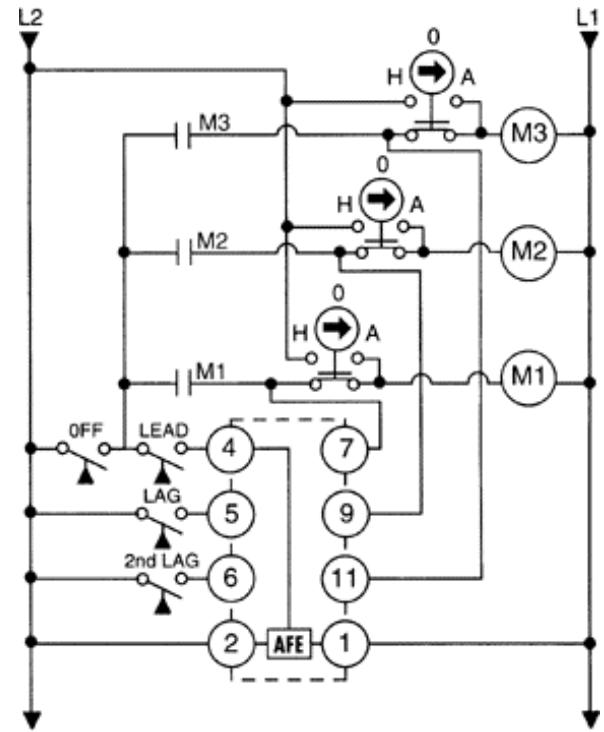 L2 L1
0
H A
M3 M3
0
H A
M2 M2
0
H A
M1 M1
0FF LEAD 4 7
LAG 5 9
2nd LAG 6 11
2 AFE 1